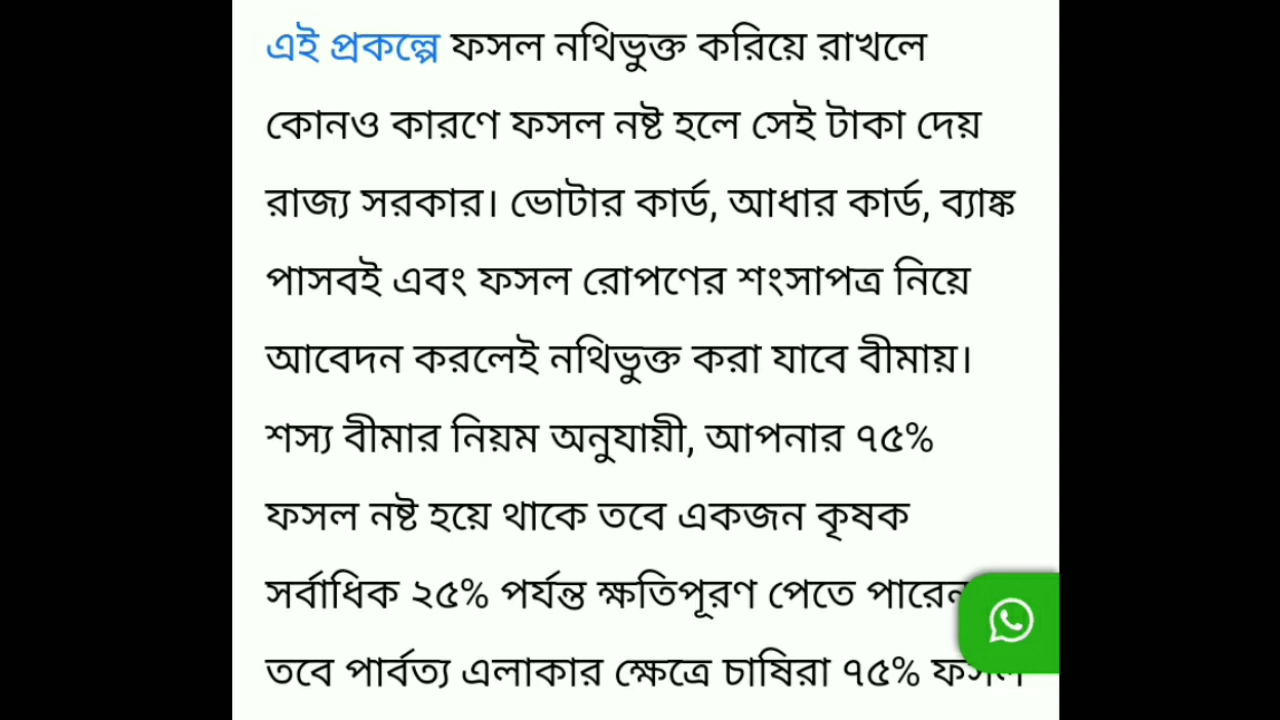 এই প্রকল্পে ফসল নথিভুক্ত করিয়ে রাখলে
কোনও কারণে ফসল নষ্ট হলে সেই টাকা দেয়
রাজ্য সরকার। ভোটার কার্ড, আধার কার্ড, ব্যাঙ্ক
পাসবই এবং ফসল রোপণের শংসাপত্র নিয়ে
আবেদন করলেই নথিভুক্ত করা যাবে বীমায়।
শস্য বীমার নিয়ম অনুযায়ী, আপনার ৭৫%
ফসল নষ্ট হয়ে থাকে তবে একজন কৃষক
সর্বাধিক ২৫% পর্যন্ত ক্ষতিপূরণ পেতে পারেন
তবে পার্বত্য এলাকার ক্ষেত্রে চাষিরা ৭৫% ফসল